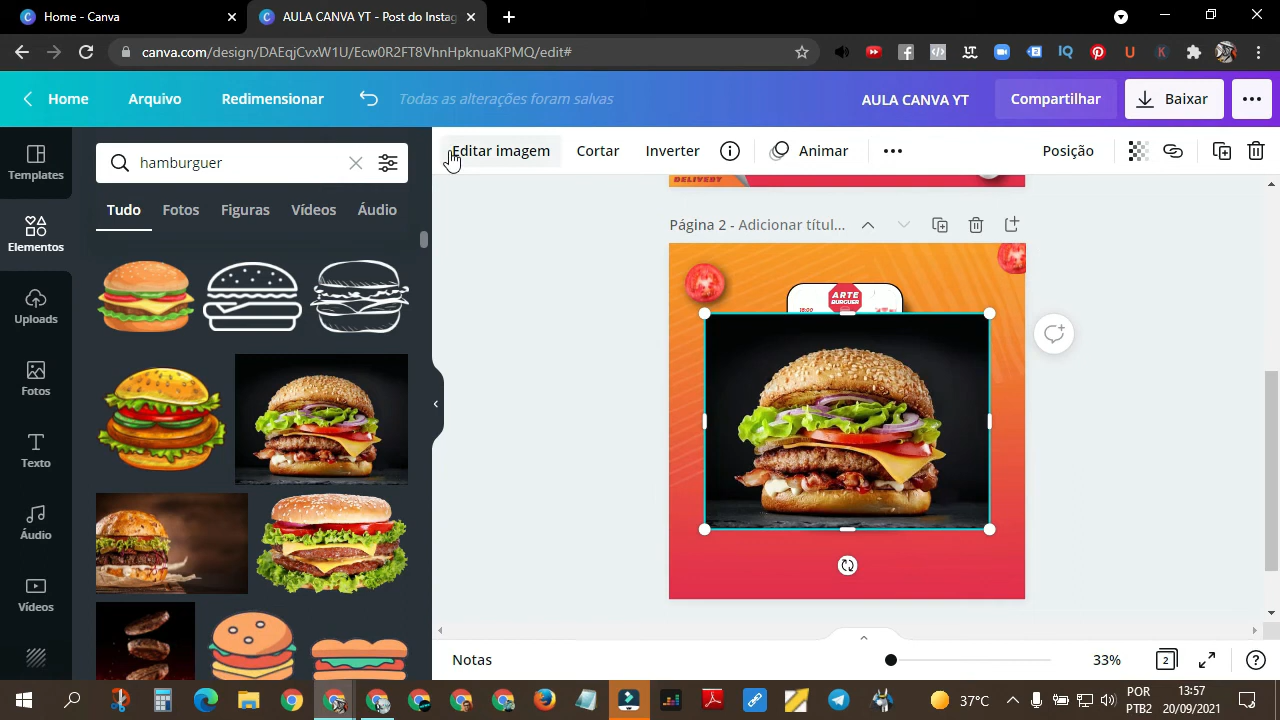 Home - Canva
AULA CANVA YT - Post do Instag
canva.com/design/DAEqjCvxW1U/Ecw0R2FT8VhnHpknuaKPMQ/edit#
Home
Arquivo
Redimensionar
Todas as alterações foram salvas
AULA CANVA YT
Compartilhar
Baixar
Templates
Elementos
Uploads
Fotos
Texto
Áudio
Vídeos
hamburguer
Tudo
Fotos
Figuras
Vídeos
Áudio
Editar imagem
Cortar
Inverter
Animar
Posição
DELIVERY
Página 2 - Adicionar títul...
ARTE
BURGUER
18:00
Notas
33%
2
37°C
POR
PTB2
13:57
20/09/2021